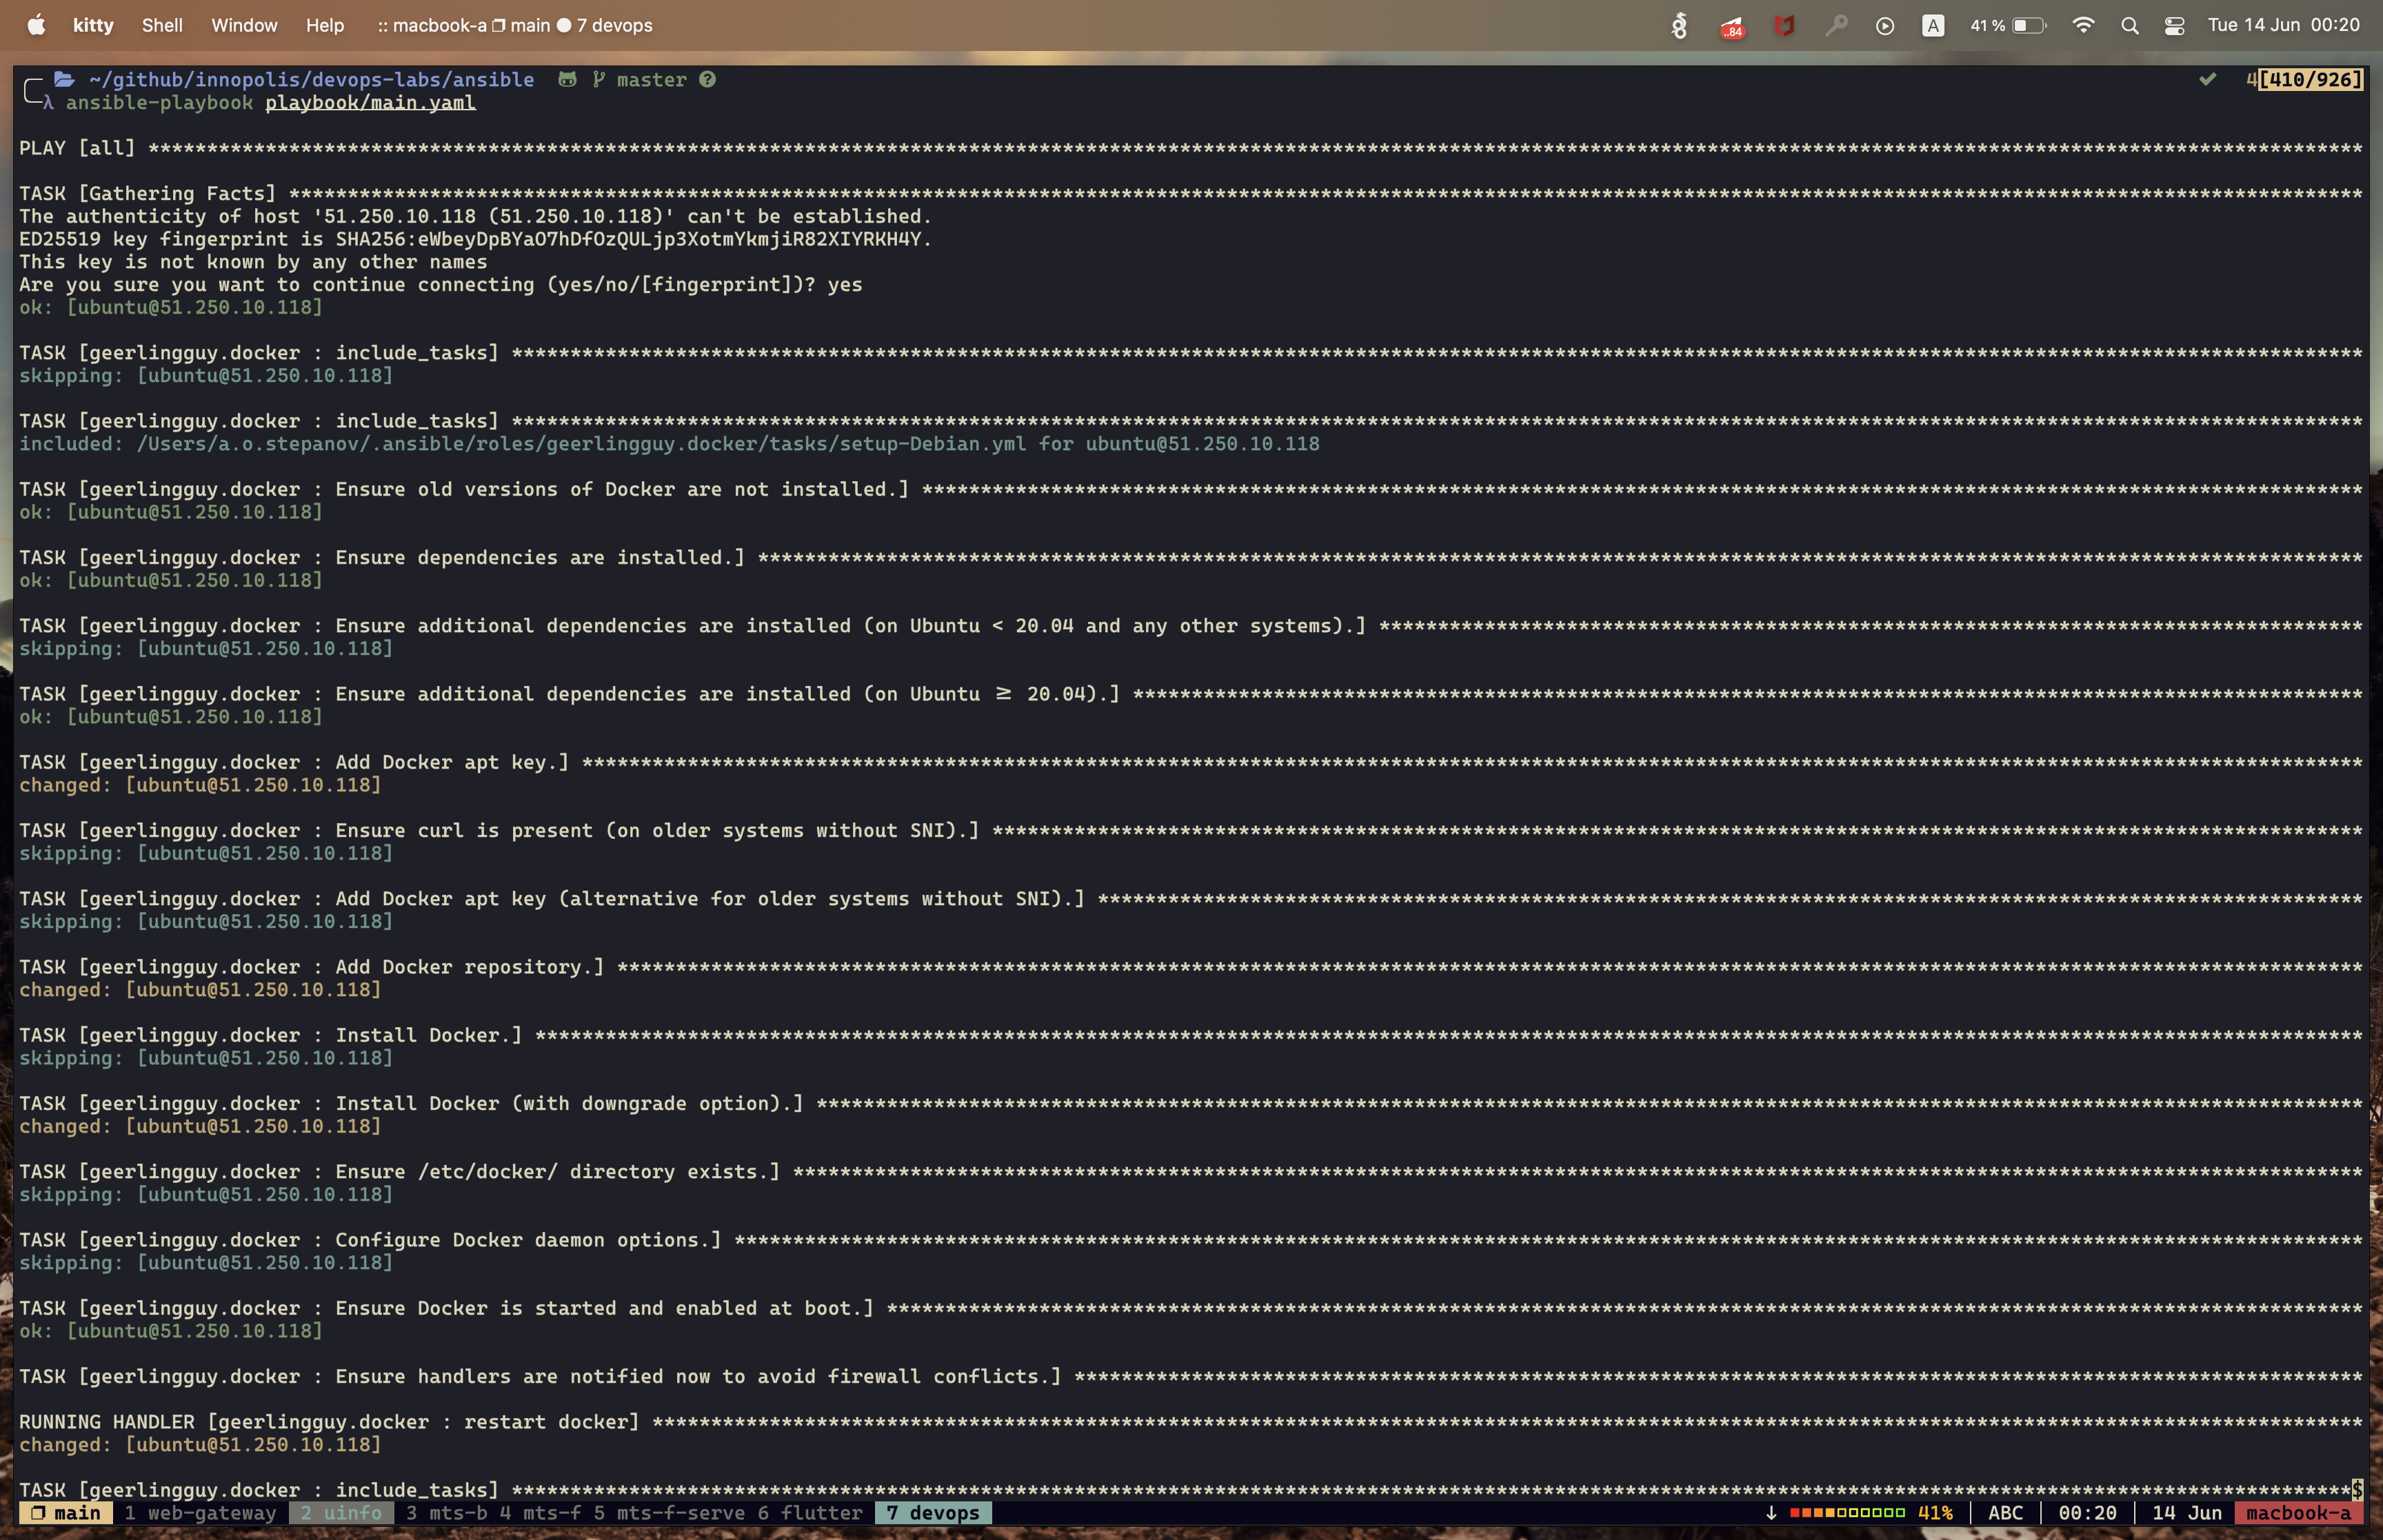 kitty Shell Window Help :: macbook-a main 7 devops ..84 A 41 % Tue 14 Jun 00:20
~/github/innopolis/devops-labs/ansible master ? ✔ 4[410/926]
λ ansible-playbook playbook/main.yaml
PLAY [all] ****************************************************************************************************
TASK [Gathering Facts] ****************************************************************************************************
The authenticity of host '51.250.10.118 (51.250.10.118)' can't be established.
ED25519 key fingerprint is SHA256:eWbeyDpBYaO7hDfOzQULjp3XotmYkmjiR82XIYRKH4Y.
This key is not known by any other names
Are you sure you want to continue connecting (yes/no/[fingerprint])? yes
ok: [ubuntu@51.250.10.118]
TASK [geerlingguy.docker : include_tasks] ****************************************************************************************************
skipping: [ubuntu@51.250.10.118]
TASK [geerlingguy.docker : include_tasks] ****************************************************************************************************
included: /Users/a.o.stepanov/.ansible/roles/geerlingguy.docker/tasks/setup-Debian.yml for ubuntu@51.250.10.118
TASK [geerlingguy.docker : Ensure old versions of Docker are not installed.] ****************************************************************************************************
ok: [ubuntu@51.250.10.118]
TASK [geerlingguy.docker : Ensure dependencies are installed.] ****************************************************************************************************
ok: [ubuntu@51.250.10.118]
TASK [geerlingguy.docker : Ensure additional dependencies are installed (on Ubuntu < 20.04 and any other systems).] ****************************************************************************************************
skipping: [ubuntu@51.250.10.118]
TASK [geerlingguy.docker : Ensure additional dependencies are installed (on Ubuntu ≥ 20.04).] ****************************************************************************************************
ok: [ubuntu@51.250.10.118]
TASK [geerlingguy.docker : Add Docker apt key.] ****************************************************************************************************
changed: [ubuntu@51.250.10.118]
TASK [geerlingguy.docker : Ensure curl is present (on older systems without SNI).] ****************************************************************************************************
skipping: [ubuntu@51.250.10.118]
TASK [geerlingguy.docker : Add Docker apt key (alternative for older systems without SNI).] ****************************************************************************************************
skipping: [ubuntu@51.250.10.118]
TASK [geerlingguy.docker : Add Docker repository.] ****************************************************************************************************
changed: [ubuntu@51.250.10.118]
TASK [geerlingguy.docker : Install Docker.] ****************************************************************************************************
skipping: [ubuntu@51.250.10.118]
TASK [geerlingguy.docker : Install Docker (with downgrade option).] ****************************************************************************************************
changed: [ubuntu@51.250.10.118]
TASK [geerlingguy.docker : Ensure /etc/docker/ directory exists.] ****************************************************************************************************
skipping: [ubuntu@51.250.10.118]
TASK [geerlingguy.docker : Configure Docker daemon options.] ****************************************************************************************************
skipping: [ubuntu@51.250.10.118]
TASK [geerlingguy.docker : Ensure Docker is started and enabled at boot.] ****************************************************************************************************
ok: [ubuntu@51.250.10.118]
TASK [geerlingguy.docker : Ensure handlers are notified now to avoid firewall conflicts.] ****************************************************************************************************
RUNNING HANDLER [geerlingguy.docker : restart docker] ****************************************************************************************************
changed: [ubuntu@51.250.10.118]
TASK [geerlingguy.docker : include_tasks] ****************************************************************************************************$
main 1 web-gateway 2 uinfo 3 mts-b 4 mts-f 5 mts-f-serve 6 flutter 7 devops ↓ 41% | ABC | 00:20 | 14 Jun macbook-a